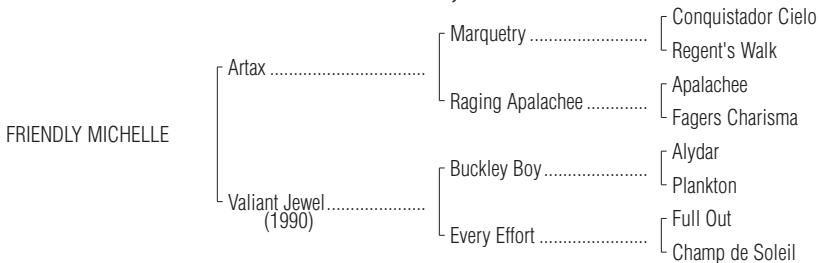 Conquistador Cielo
Marquetry ............................
Regent's Walk
Artax .................................
Apalachee
Raging Apalachee .............
Fagers Charisma
FRIENDLY MICHELLE
Alydar
Buckley Boy.........................
Plankton
Valiant Jewel.....................
(1990)
Full Out
Every Effort ..........................
Champ de Soleil